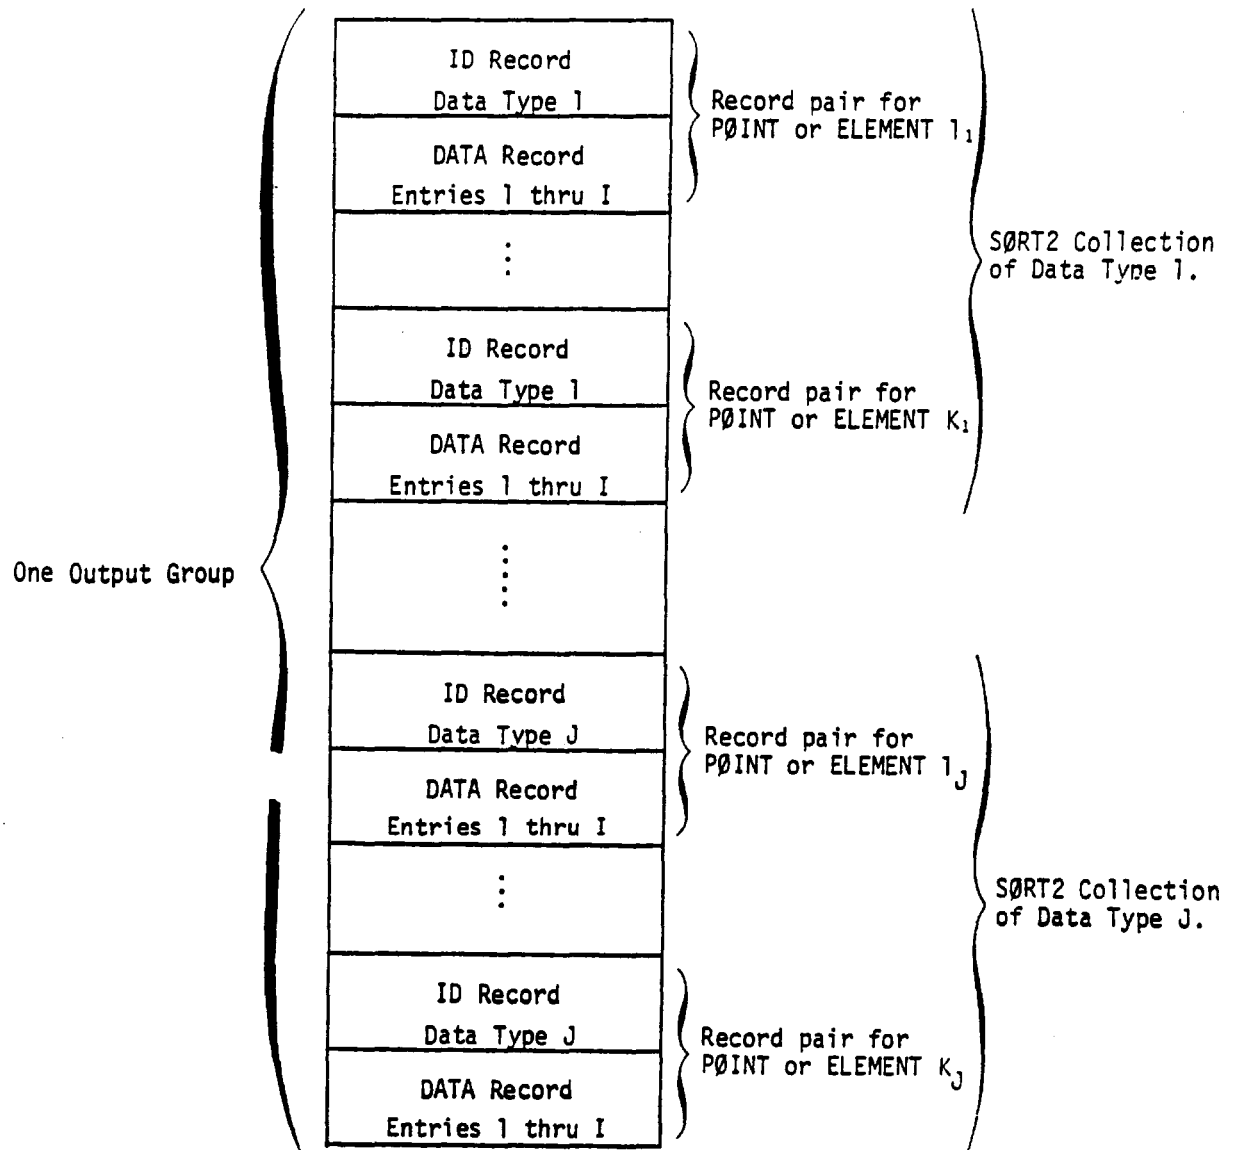 ID Record
Data Type 1
Record pair for
PØINT or ELEMENT 1₁
DATA Record
Entries 1 thru I
SØRT2 Collection
of Data Type 1.
ID Record
Data Type 1
Record pair for
PØINT or ELEMENT K₁
DATA Record
Entries 1 thru I
One Output Group
ID Record
Data Type J
Record pair for
PØINT or ELEMENT 1_J
DATA Record
Entries 1 thru I
SØRT2 Collection
of Data Type J.
ID Record
Data Type J
Record pair for
PØINT or ELEMENT K_J
DATA Record
Entries 1 thru I